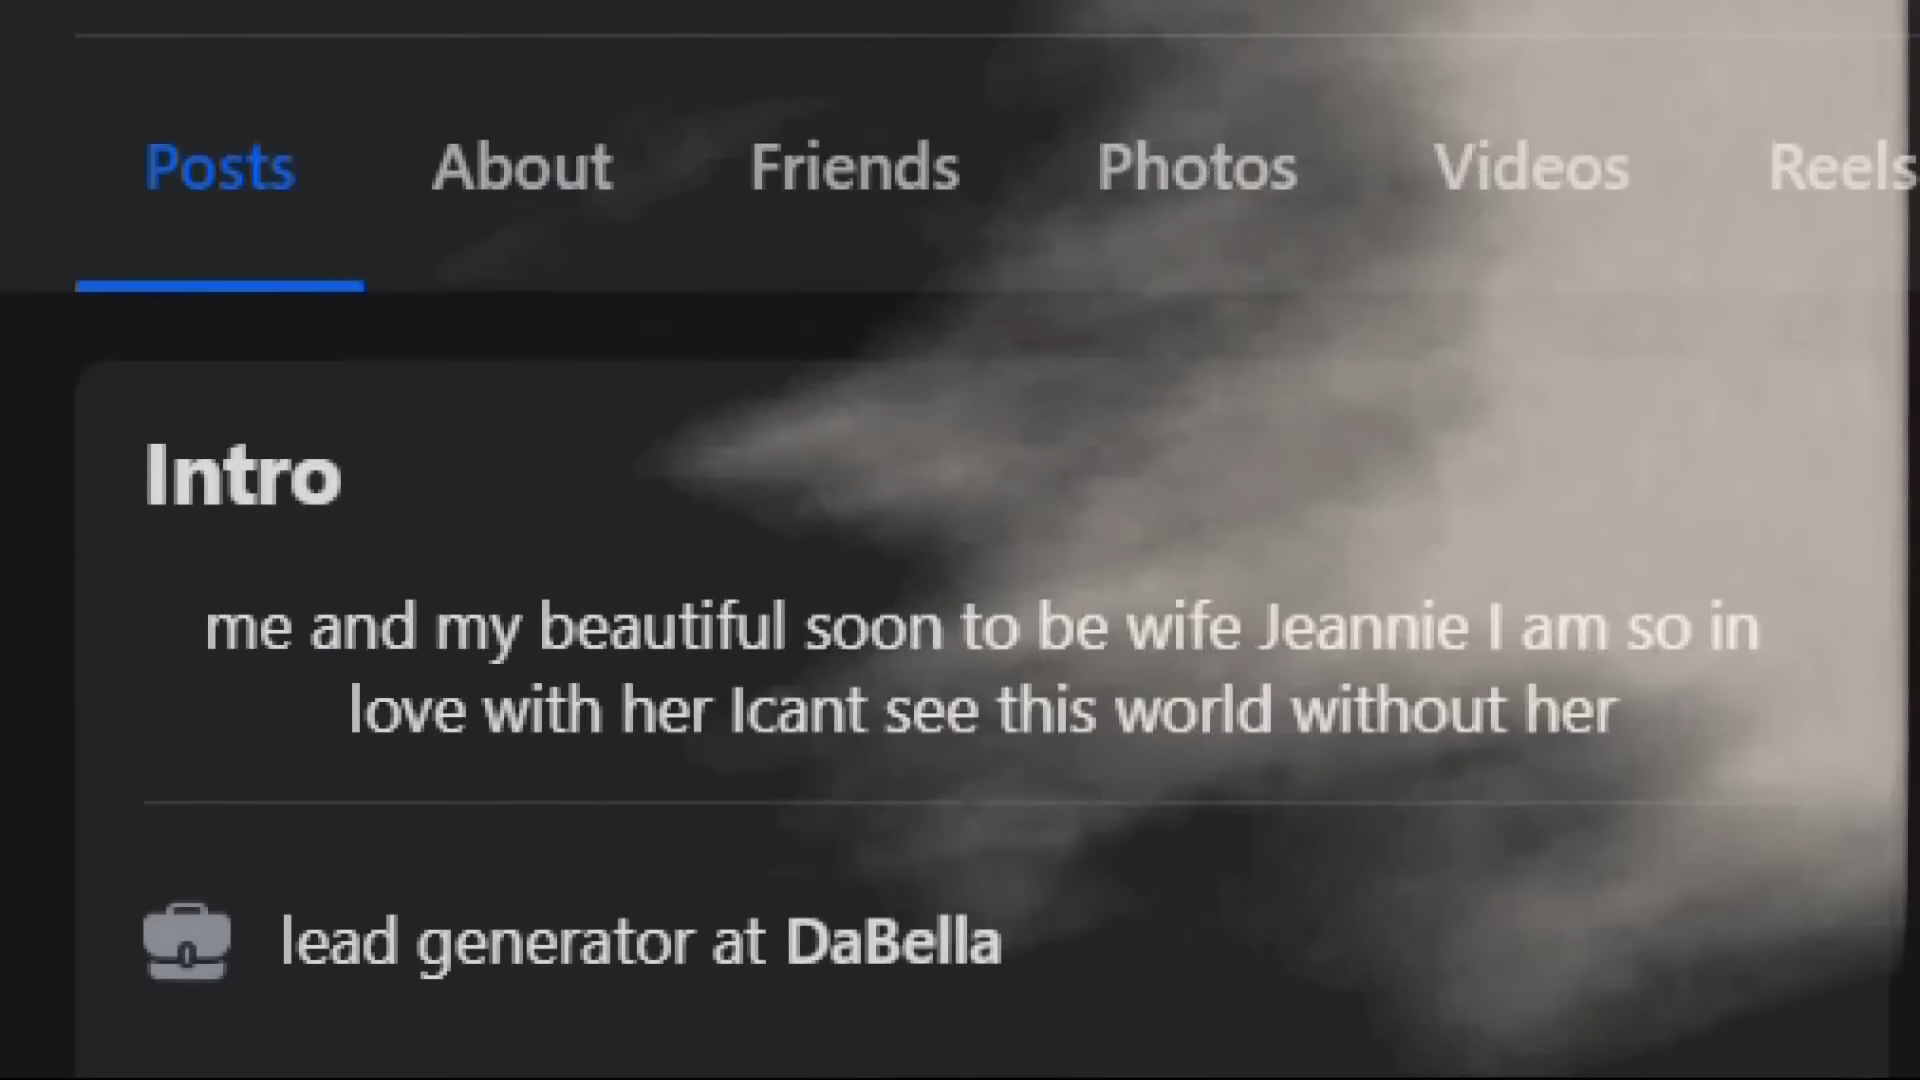 Posts About Friends Photos Videos Reels
Intro
me and my beautiful soon to be wife Jeannie I am so in
love with her Icant see this world without her
lead generator at DaBella